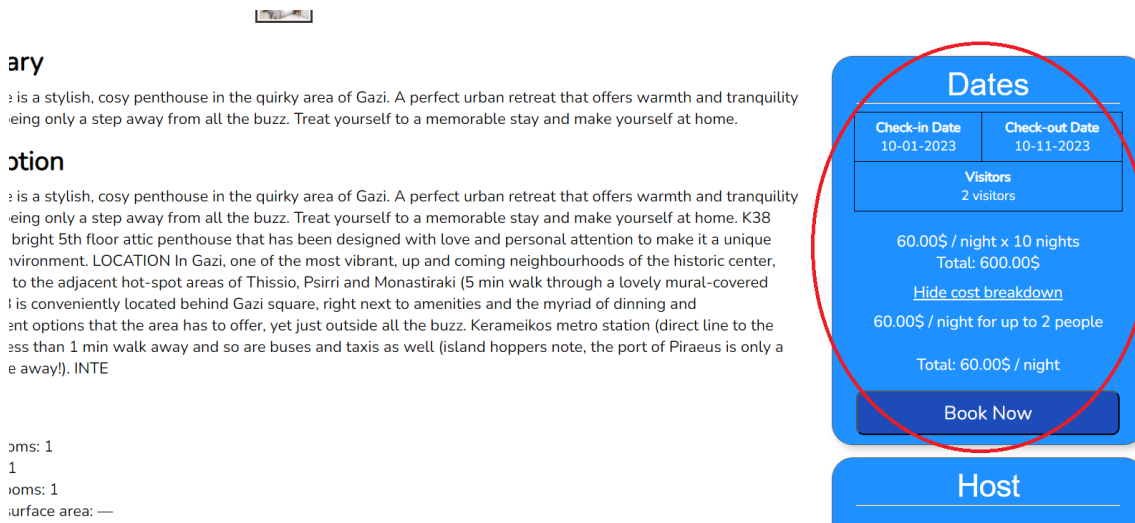 ary
e is a stylish, cosy penthouse in the quirky area of Gazi. A perfect urban retreat that offers warmth and tranquility
being only a step away from all the buzz. Treat yourself to a memorable stay and make yourself at home.
ption
e is a stylish, cosy penthouse in the quirky area of Gazi. A perfect urban retreat that offers warmth and tranquility
being only a step away from all the buzz. Treat yourself to a memorable stay and make yourself at home. K38
bright 5th floor attic penthouse that has been designed with love and personal attention to make it a unique
nvironment. LOCATION In Gazi, one of the most vibrant, up and coming neighbourhoods of the historic center,
to the adjacent hot-spot areas of Thissio, Psirri and Monastiraki (5 min walk through a lovely mural-covered
is conveniently located behind Gazi square, right next to amenities and the myriad of dinning and
ent options that the area has to offer, yet just outside all the buzz. Kerameikos metro station (direct line to the
ess than 1 min walk away and so are buses and taxis as well (island hoppers note, the port of Piraeus is only a
e away!). INTE
oms: 1
1
ooms: 1
surface area: —
Dates
Check-in Date Check-out Date
10-01-2023 10-11-2023
Visitors
2 visitors
60.00$ / night x 10 nights
Total: 600.00$
Hide cost breakdown
60.00$ / night for up to 2 people
Total: 60.00$ / night
Book Now
Host